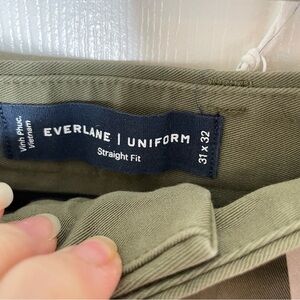 Vinh Phuc,
Vietnam
EVERLANE | UNIFORM
Straight Fit
31 x 32